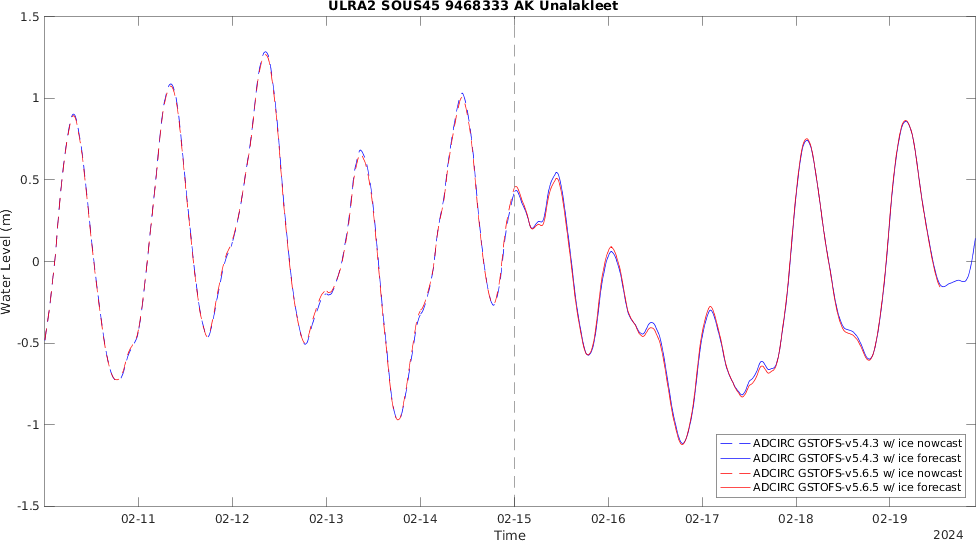 ULRA2 SOUS45 9468333 AK Unalakleet
1.5
1
0.5
0
-0.5
-1
-1.5
Water Level (m)
02-11 02-12 02-13 02-14 02-15 02-16 02-17 02-18 02-19
Time
2024
ADCIRC GSTOFS-v5.4.3 w/ ice nowcast
ADCIRC GSTOFS-v5.4.3 w/ ice forecast
ADCIRC GSTOFS-v5.6.5 w/ ice nowcast
ADCIRC GSTOFS-v5.6.5 w/ ice forecast